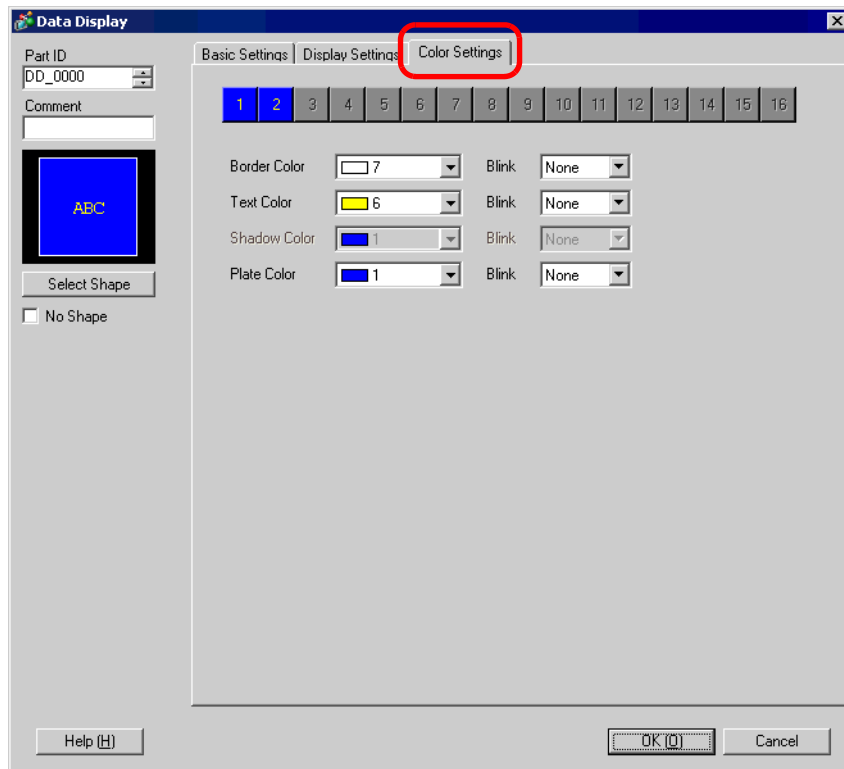 Data Display
Part ID
DD_0000
Comment
ABC
Select Shape
No Shape
Basic Settings Display Settings Color Settings
1 2 3 4 5 6 7 8 9 10 11 12 13 14 15 16
Border Color 7 Blink None
Text Color 6 Blink None
Shadow Color 1 Blink None
Plate Color 1 Blink None
Help (H) OK (O) Cancel